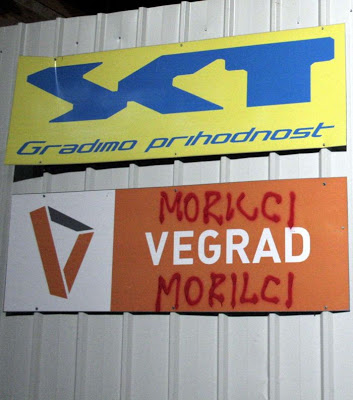 SCT
Gradimo prihodnost
MORILCI
VEGRAD
MORILCI